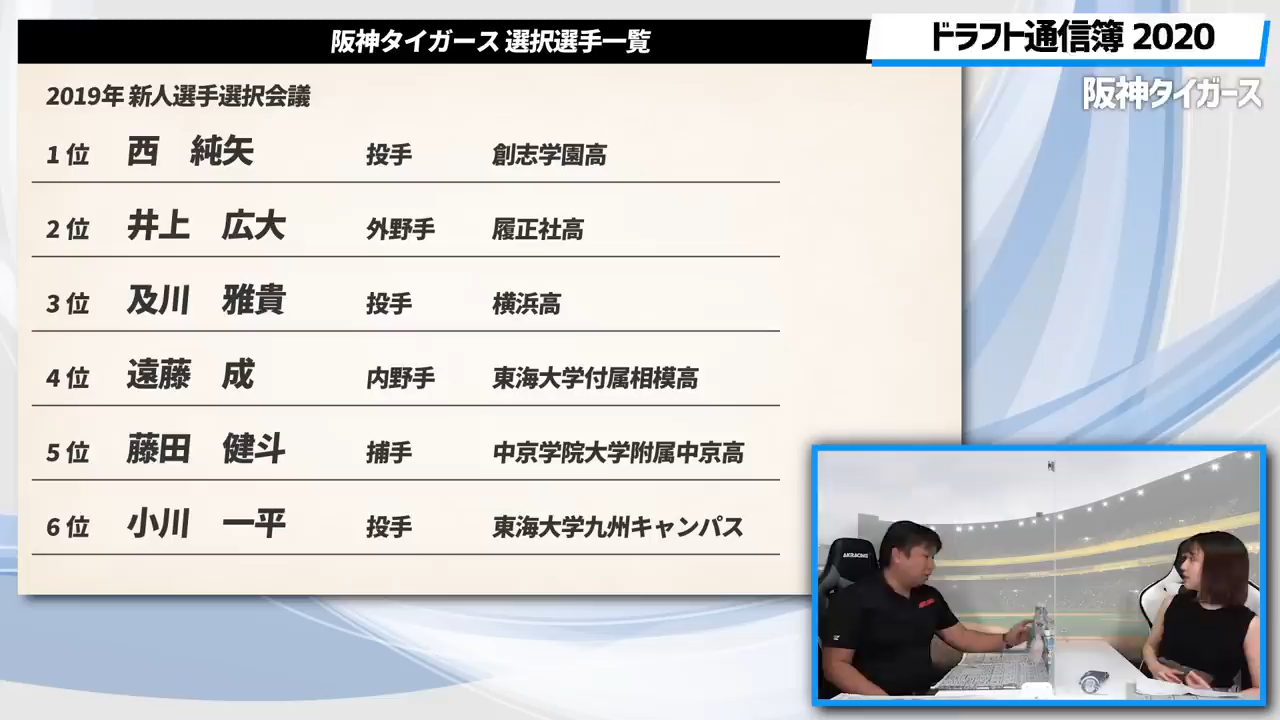 阪神タイガース 選択選手一覧
ドラフト通信簿 2020
阪神タイガース
2019年 新人選手選択会議
1位 西 純矢 投手 創志学園高
2位 井上 広大 外野手 履正社高
3位 及川 雅貴 投手 横浜高
4位 遠藤 成 内野手 東海大学付属相模高
5位 藤田 健斗 捕手 中京学院大学附属中京高
6位 小川 一平 投手 東海大学九州キャンパス
AKRACING